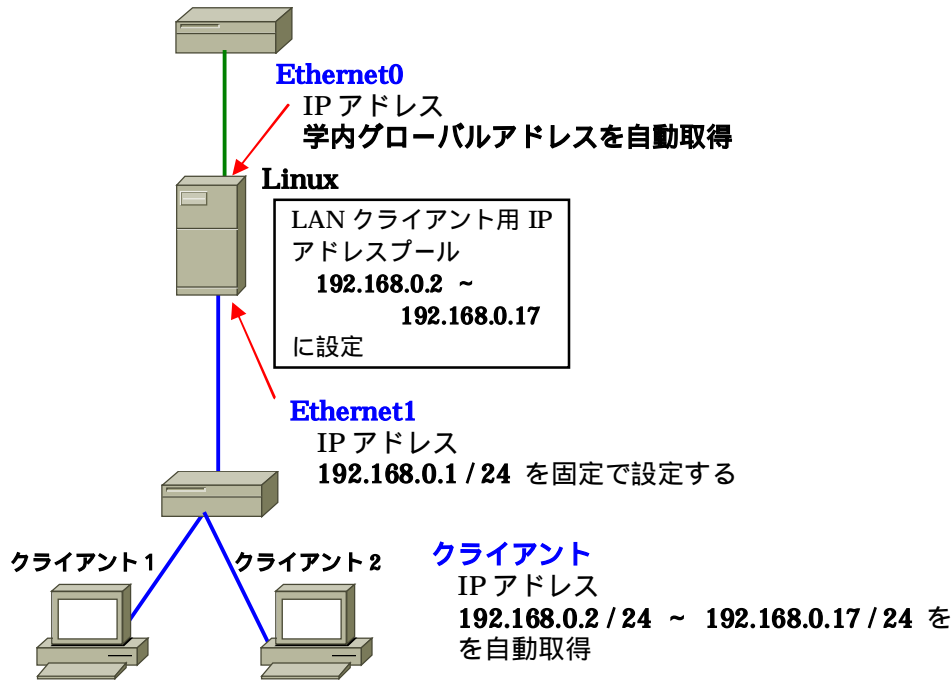 Ethernet0
IP アドレス
学内グローバルアドレスを自動取得
Linux
LAN クライアント用 IP
アドレスプール
192.168.0.2 ~
192.168.0.17
に設定
Ethernet1
IP アドレス
192.168.0.1 / 24 を固定で設定する
クライアント 1
クライアント 2
クライアント
IP アドレス
192.168.0.2 / 24 ~ 192.168.0.17 / 24 を
を自動取得